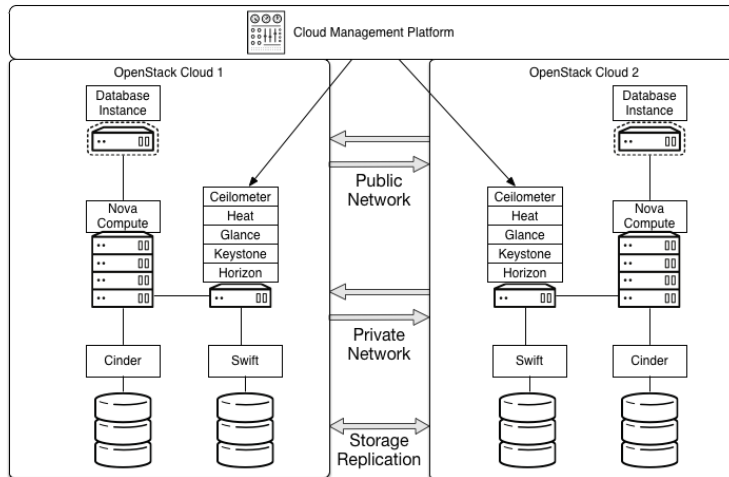 Cloud Management Platform
OpenStack Cloud 1
Database
Instance
Nova
Compute
Ceilometer
Heat
Glance
Keystone
Horizon
Cinder
Swift
Public
Network
Private
Network
Storage
Replication
OpenStack Cloud 2
Database
Instance
Ceilometer
Heat
Glance
Keystone
Horizon
Nova
Compute
Swift
Cinder